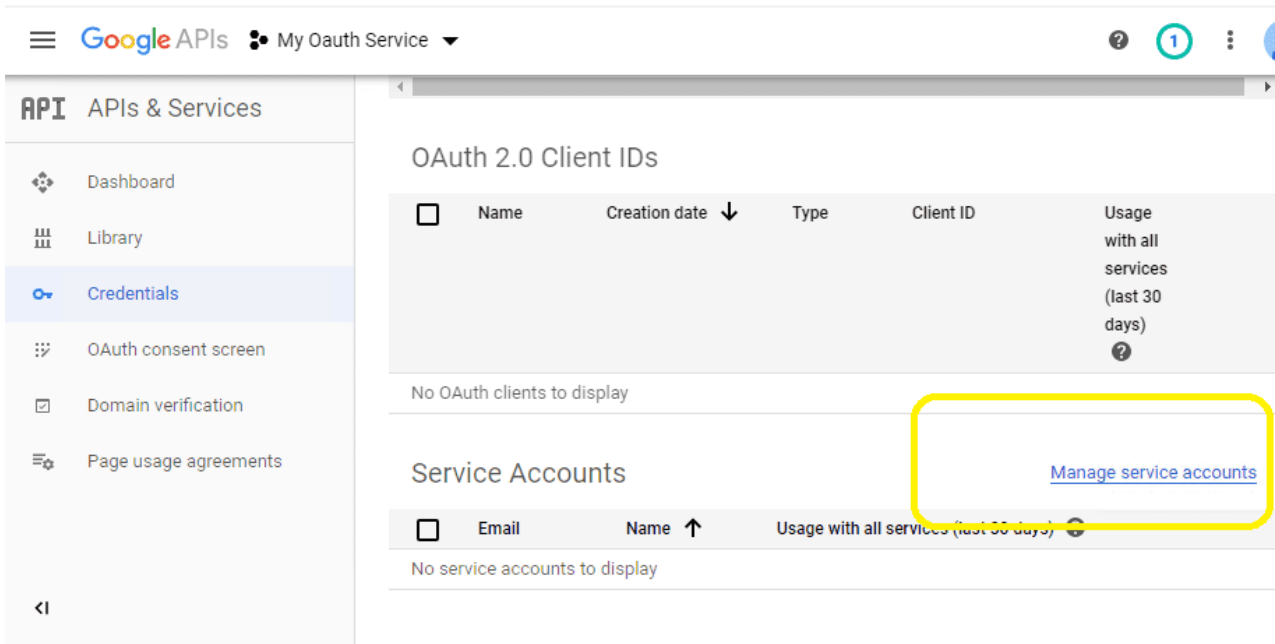 Google APIs My Oauth Service
1
API APIs & Services
Dashboard
Library
Credentials
OAuth consent screen
Domain verification
Page usage agreements
OAuth 2.0 Client IDs
Name Creation date Type Client ID Usage
with all
services
(last 30
days)
No OAuth clients to display
Service Accounts Manage service accounts
Email Name Usage with all services (last 30 days)
No service accounts to display